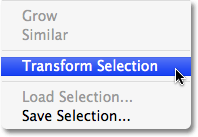 Grow
Similar
Transform Selection
Load Selection...
Save Selection...